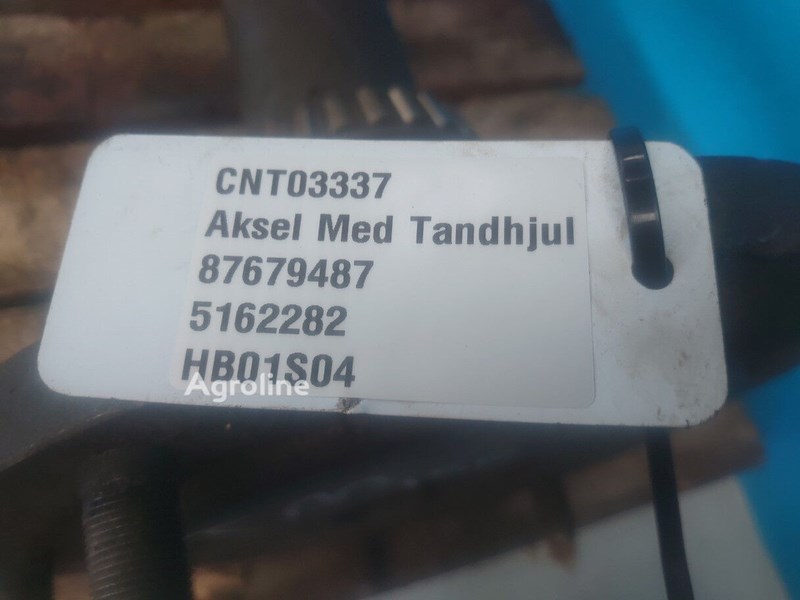 CNT03337
Aksel Med Tandhjul
87679487
5162282
HB01S04
Agroline